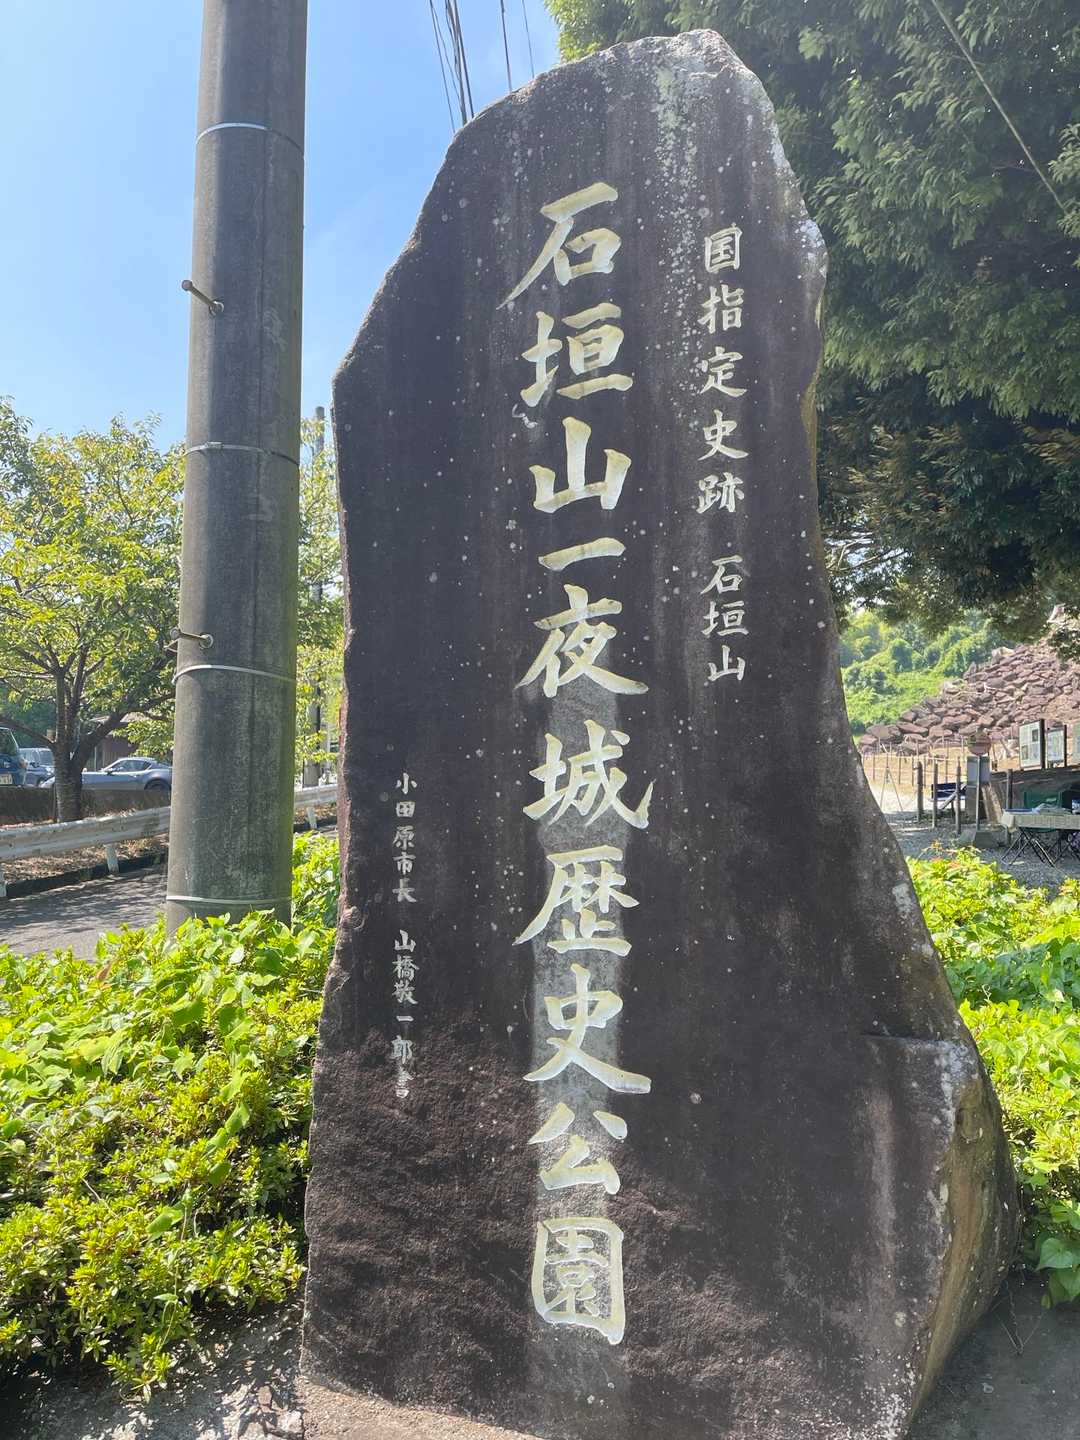 国指定史跡 石垣山
石垣山一夜城歴史公園
小田原市長 山橋敬一郎書